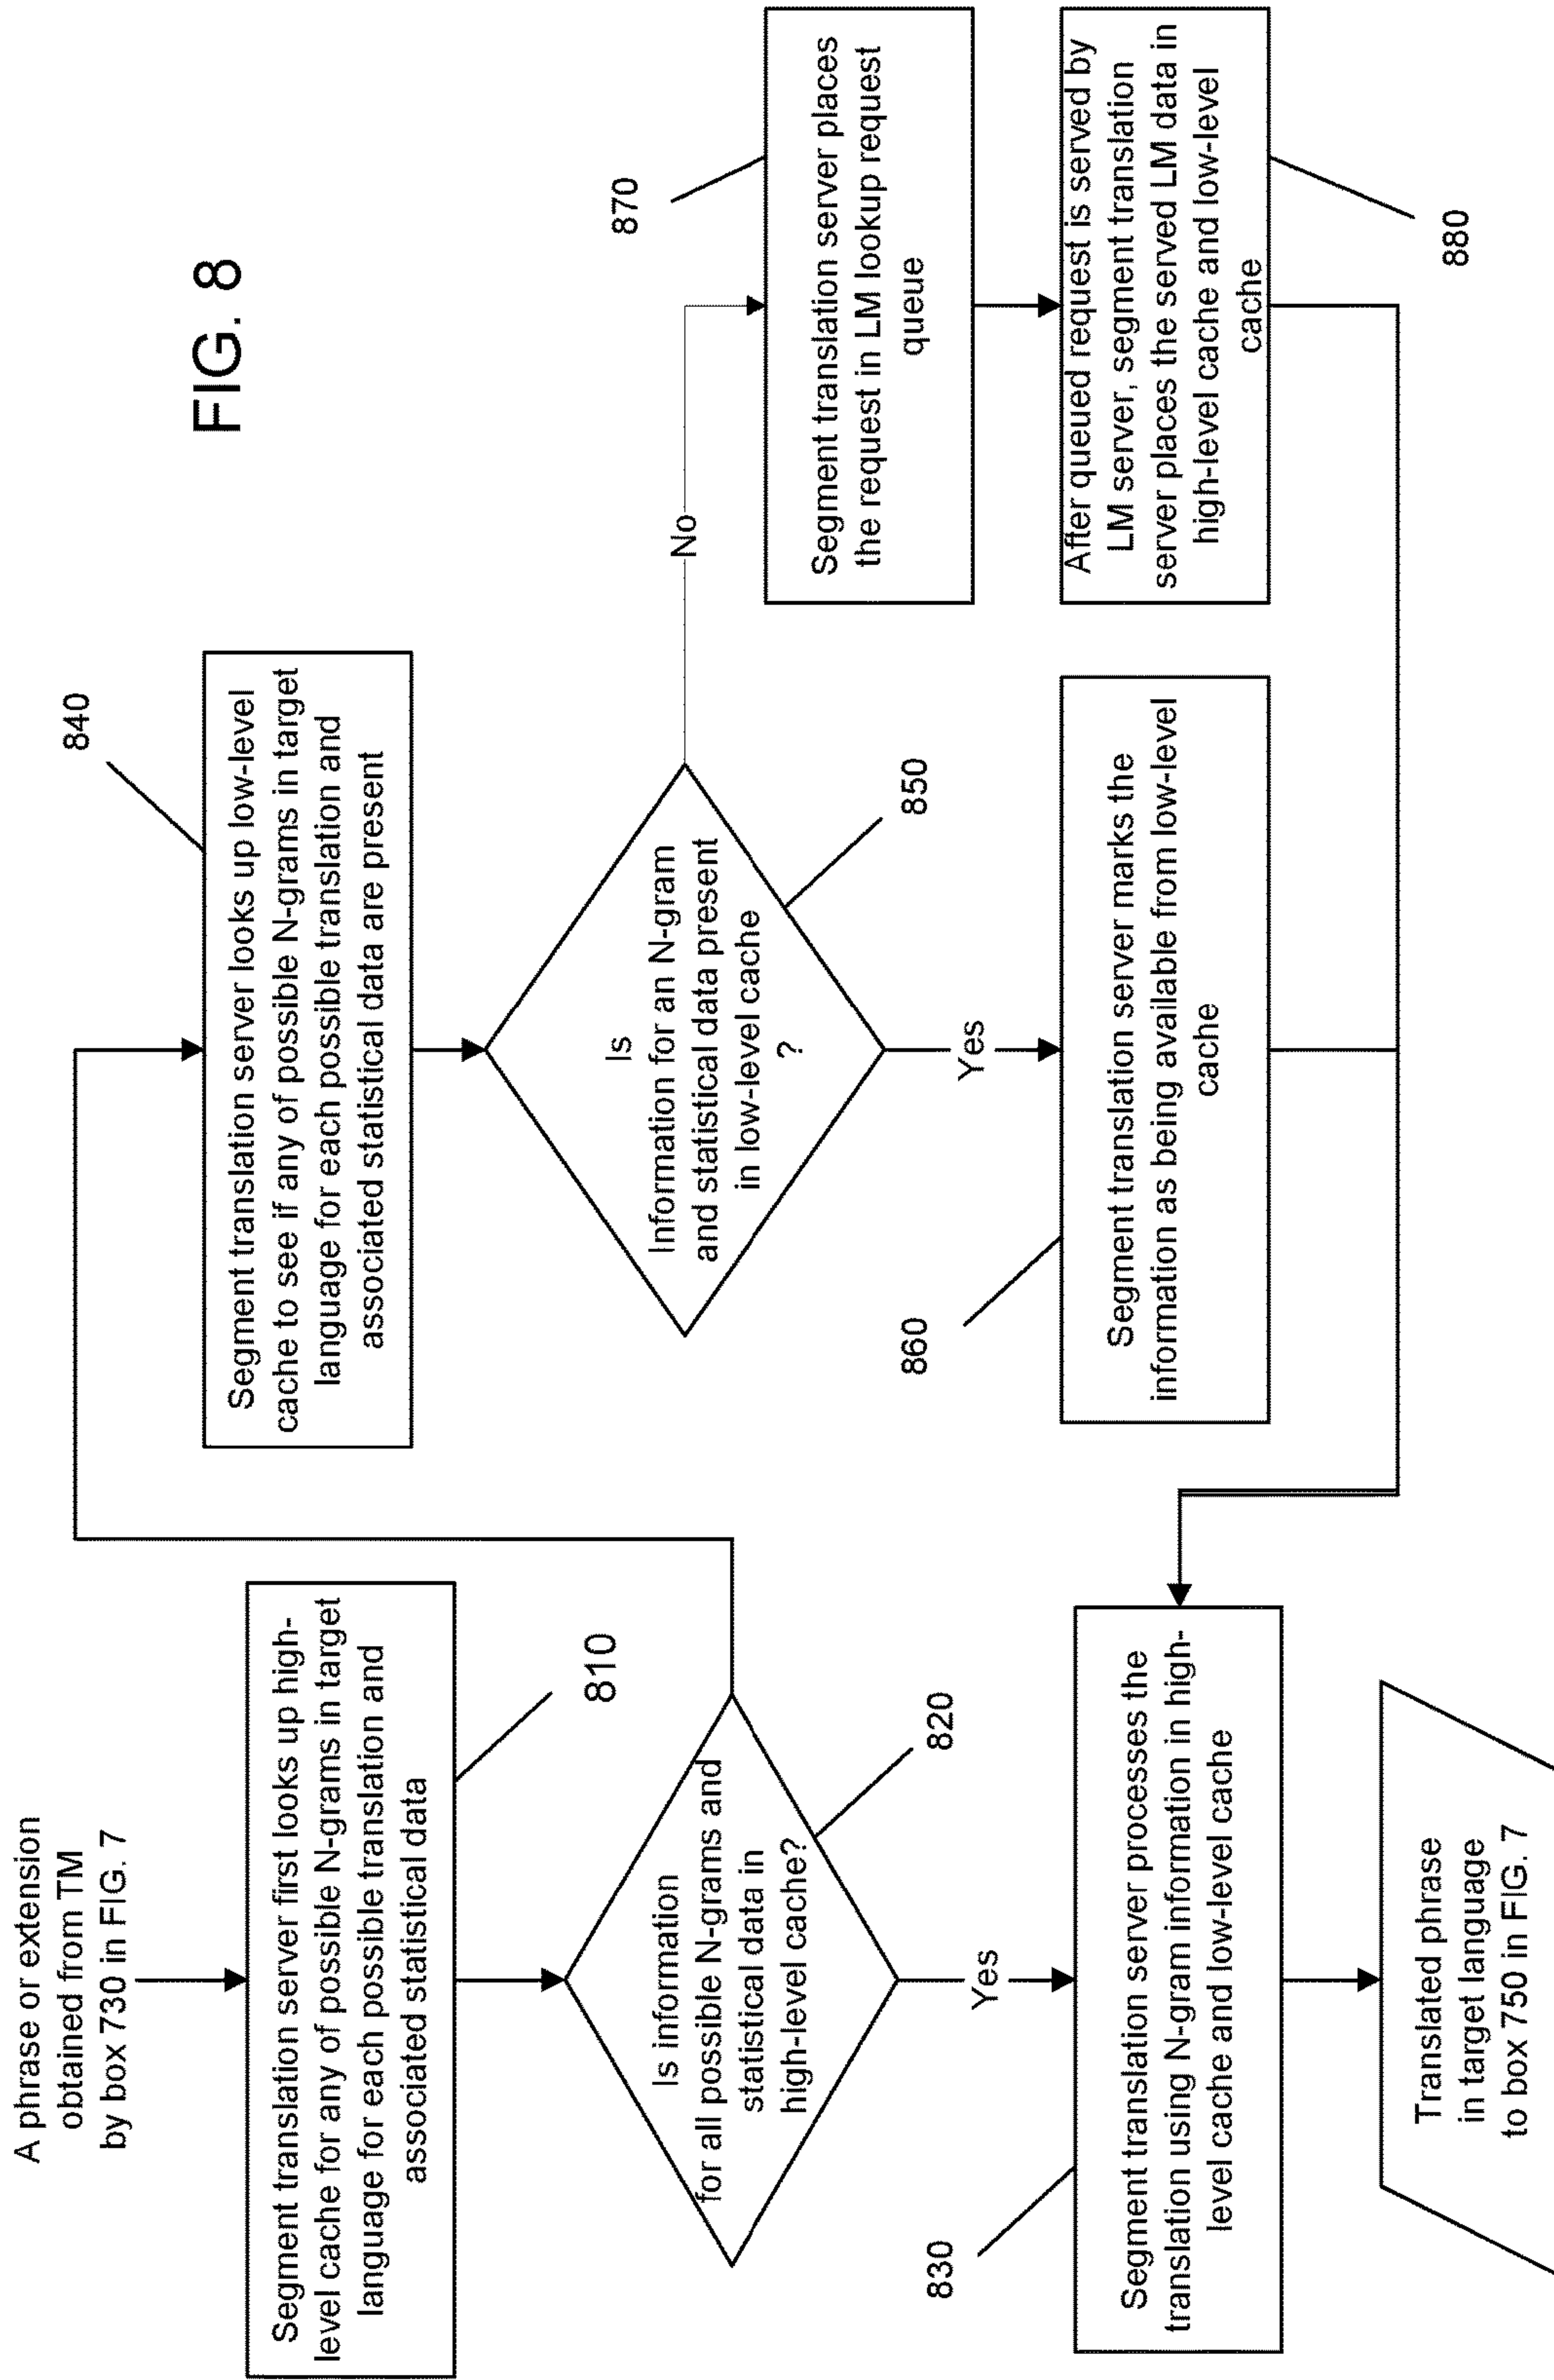 FIG. 8
A phrase or extension
obtained from TM
by box 730 in FIG. 7
Segment translation server first looks up high-
level cache for any of possible N-grams in target
language for each possible translation and
associated statistical data
810
Is information
for all possible N-grams and
statistical data in
high-level cache?
820
Yes
830
Segment translation server processes the
translation using N-gram information in high-
level cache and low-level cache
Translated phrase
in target language
to box 750 in FIG. 7
840
Segment translation server looks up low-level
cache to see if any of possible N-grams in target
language for each possible translation and
associated statistical data are present
Is
Information for an N-gram
and statistical data present
in low-level cache
?
850
Yes
860
Segment translation server marks the
information as being available from low-level
cache
No
870
Segment translation server places
the request in LM lookup request
queue
After queued request is served by
LM server, segment translation
server places the served LM data in
high-level cache and low-level
cache
880